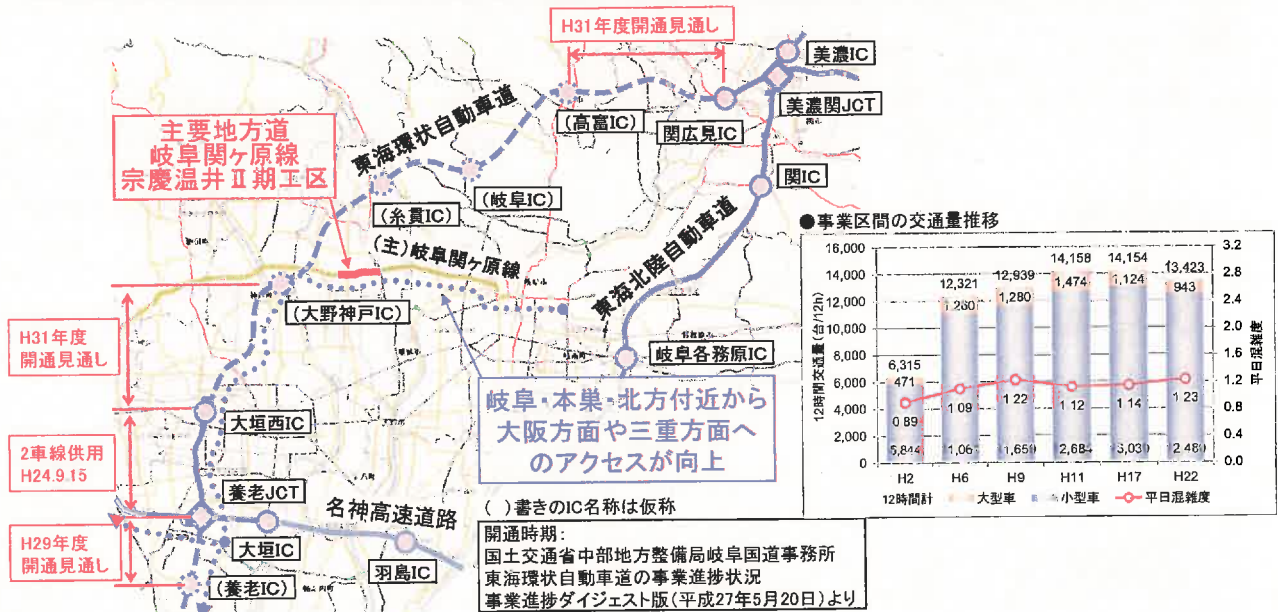 H31年度開通見通し
美濃IC
美濃関JCT
関広見IC
(高富IC)
東海環状自動車道
主要地方道
岐阜関ヶ原線
宗慶温井Ⅱ期工区
(岐阜IC)
(糸貫IC)
関IC
(主)岐阜関ヶ原線
東海北陸自動車道
(大野神戸IC)
岐阜各務原IC
H31年度
開通見通し
大垣西IC
岐阜・本巣・北方付近から
大阪方面や三重方面へ
のアクセスが向上
2車線供用
H24.9.15
養老JCT
名神高速道路
大垣IC
羽島IC
H29年度
開通見通し
(養老IC)
( )書きのIC名称は仮称
開通時期:
国土交通省中部地方整備局岐阜国道事務所
東海環状自動車道の事業進捗状況
事業進捗ダイジェスト版(平成27年5月20日)より
●事業区間の交通量推移
12時間交通量(台/12h)
16,000
14,000
12,000
10,000
8,000
6,000
4,000
2,000
0
3.2
2.8
2.4
2.0
1.6
1.2
0.8
0.4
0.0
平日混雑度
6,315 12,321 12,939 14,158 14,154 13,423
471 1,260 1,280 1,474 1,124 943
0.89 1.09 1.22 1.12 1.14 1.23
5,844
H2 H6 H9 H11 H17 H22
12時間計 大型車 小型車 平日混雑度